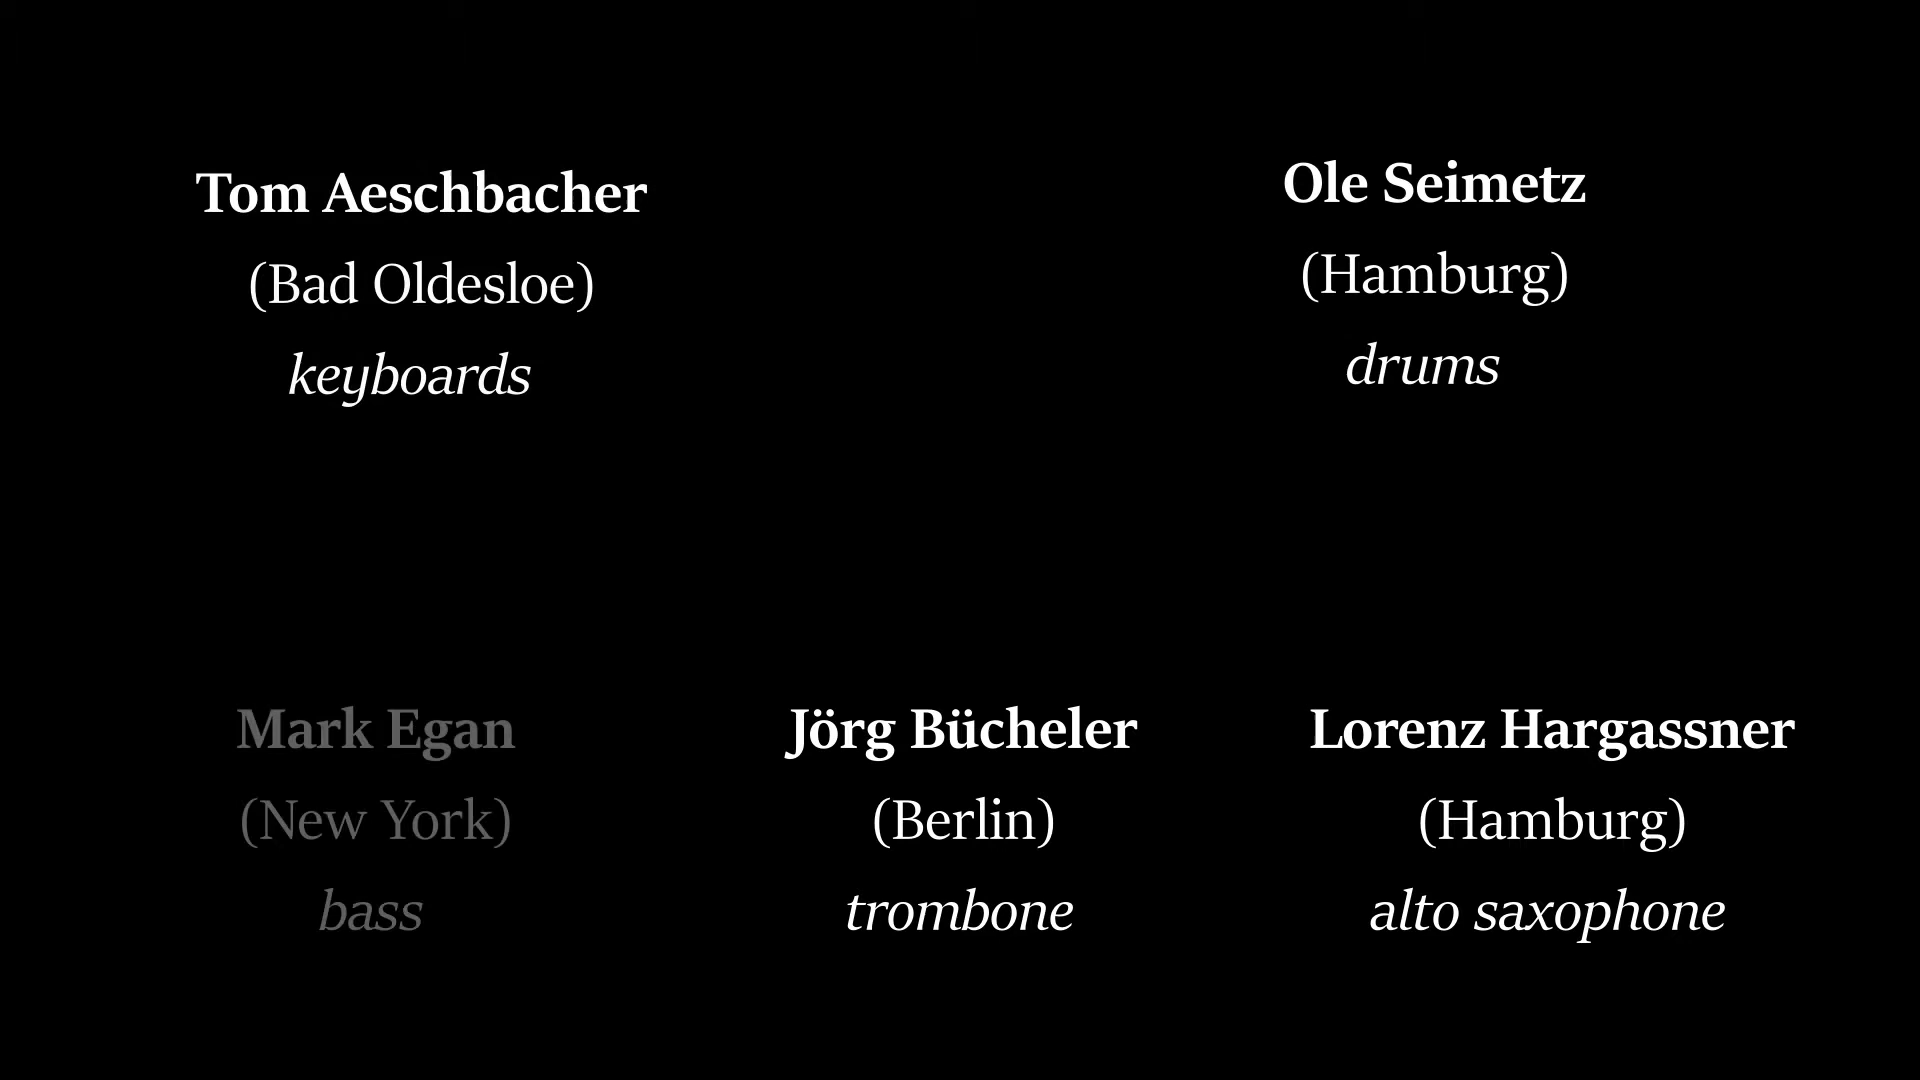 Tom Aeschbacher
(Bad Oldesloe)
keyboards
Ole Seimetz
(Hamburg)
drums
Mark Egan
(New York)
bass
Jörg Bücheler
(Berlin)
trombone
Lorenz Hargassner
(Hamburg)
alto saxophone